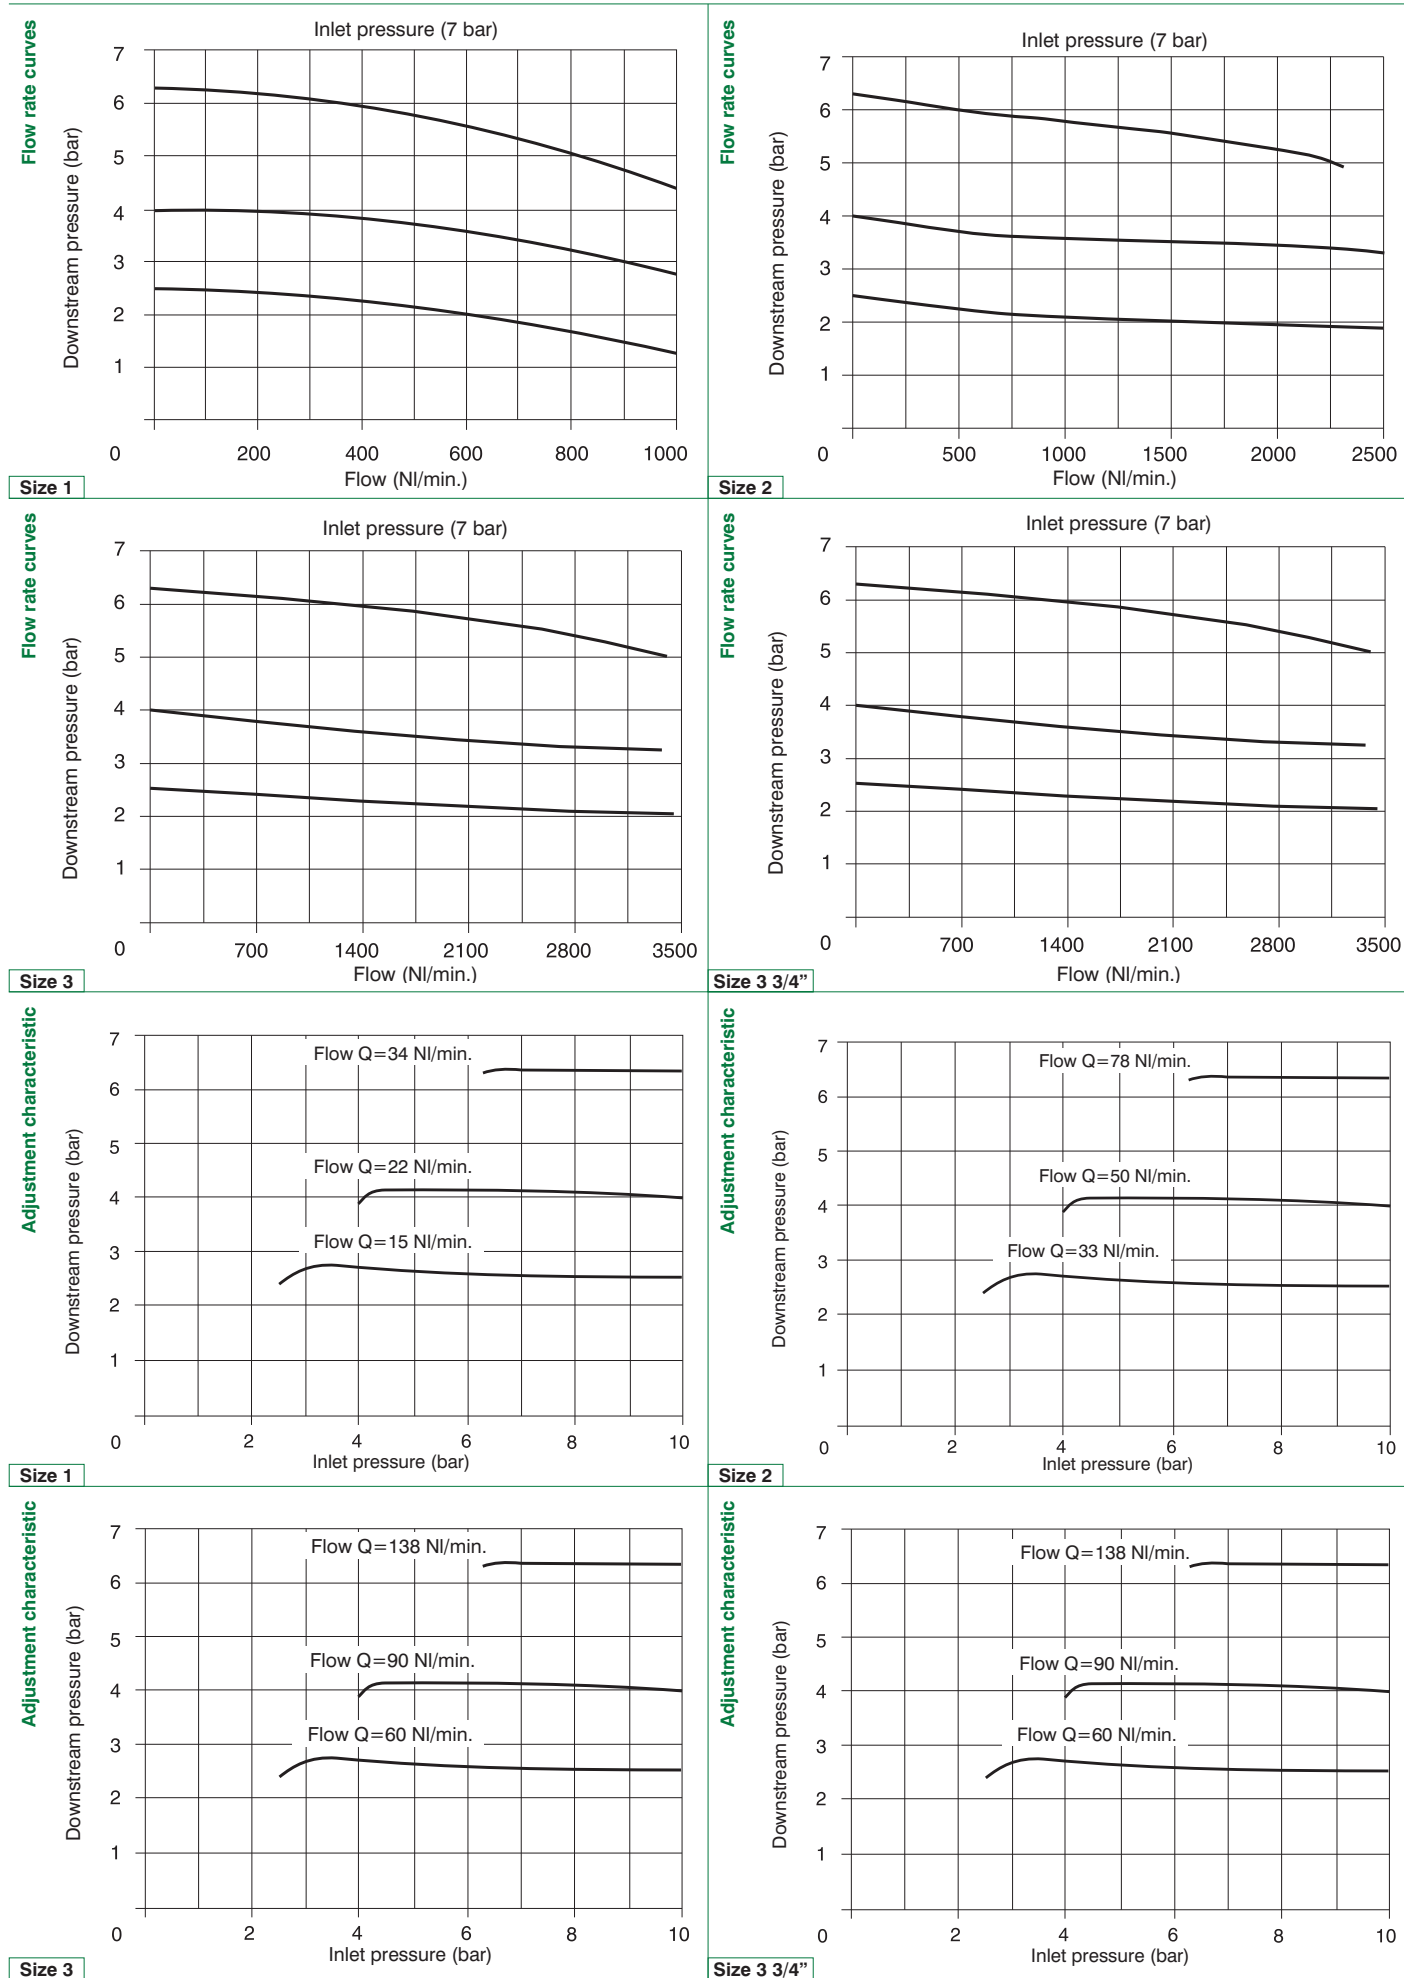 Flow rate curves
Inlet pressure (7 bar)
Downstream pressure (bar)
7
6
5
4
3
2
1
0
200 400 600 800 1000
Flow (Nl/min.)
Size 1
Flow rate curves
Inlet pressure (7 bar)
Downstream pressure (bar)
7
6
5
4
3
2
1
0
500 1000 1500 2000 2500
Flow (Nl/min.)
Size 2
Flow rate curves
Inlet pressure (7 bar)
Downstream pressure (bar)
7
6
5
4
3
2
1
0
700 1400 2100 2800 3500
Flow (Nl/min.)
Size 3
Flow rate curves
Inlet pressure (7 bar)
Downstream pressure (bar)
7
6
5
4
3
2
1
0
700 1400 2100 2800 3500
Flow (Nl/min.)
Size 3 3/4”
Adjustment characteristic
Downstream pressure (bar)
7
6
5
4
3
2
1
0
Flow Q=34 Nl/min.
Flow Q=22 Nl/min.
Flow Q=15 Nl/min.
2 4 6 8 10
Inlet pressure (bar)
Size 1
Adjustment characteristic
Downstream pressure (bar)
7
6
5
4
3
2
1
0
Flow Q=78 Nl/min.
Flow Q=50 Nl/min.
Flow Q=33 Nl/min.
2 4 6 8 10
Inlet pressure (bar)
Size 2
Adjustment characteristic
Downstream pressure (bar)
7
6
5
4
3
2
1
0
Flow Q=138 Nl/min.
Flow Q=90 Nl/min.
Flow Q=60 Nl/min.
2 4 6 8 10
Inlet pressure (bar)
Size 3
Adjustment characteristic
Downstream pressure (bar)
7
6
5
4
3
2
1
0
Flow Q=138 Nl/min.
Flow Q=90 Nl/min.
Flow Q=60 Nl/min.
2 4 6 8 10
Inlet pressure (bar)
Size 3 3/4”